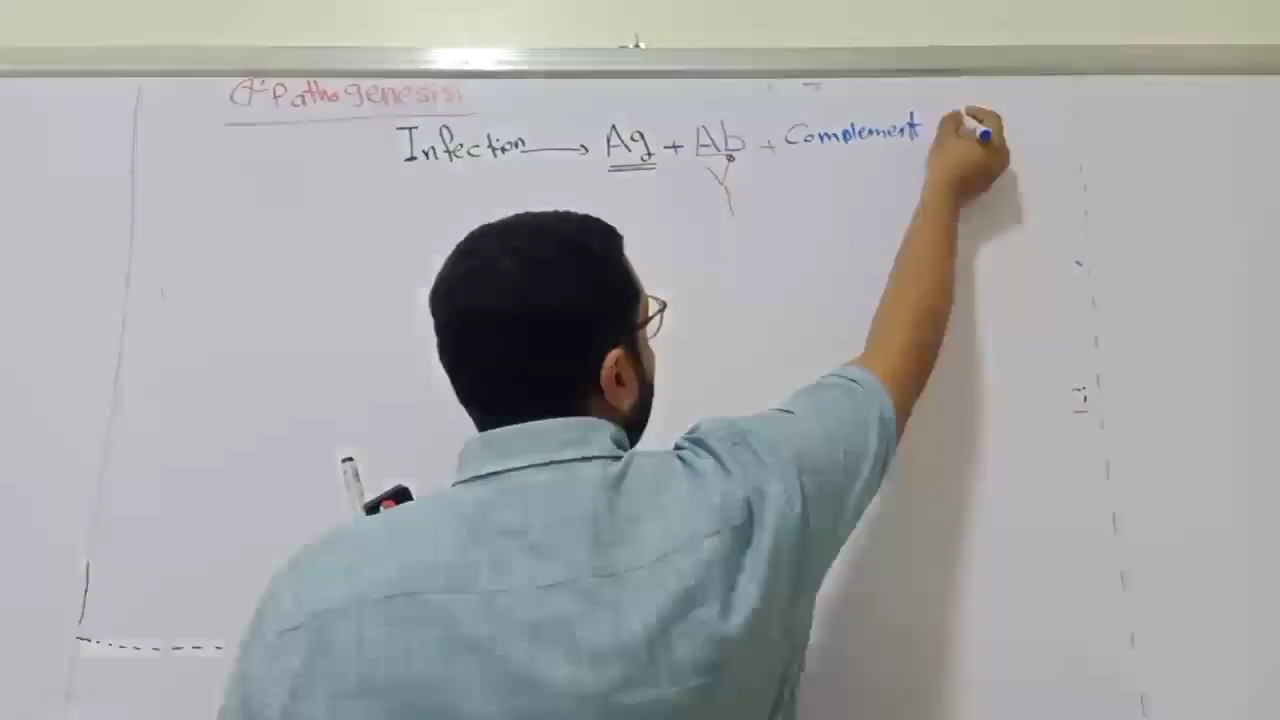 Pathogenesis:
Infection → Ag + Ab + Complement